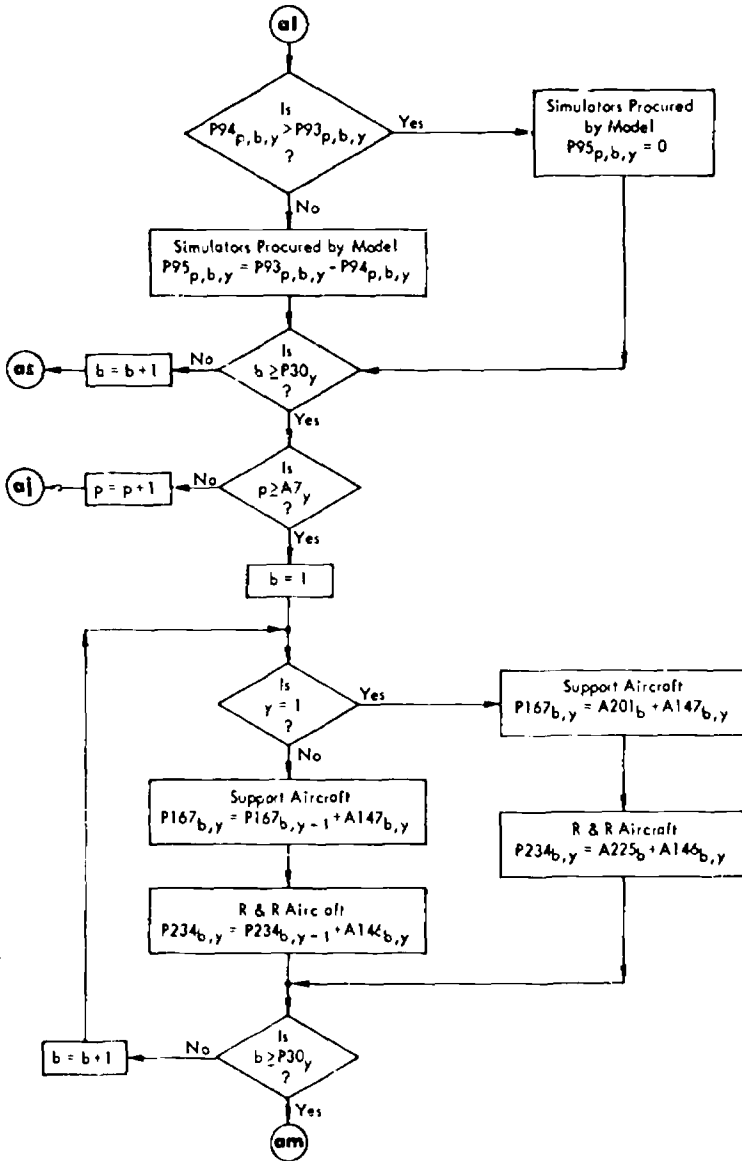 al
Is
P94p,b,y > P93p,b,y
?
Yes
No
Simulators Procured
by Model
P95p,b,y = 0
Simulators Procured by Model
P95p,b,y = P93p,b,y - P94p,b,y
Is
b ≥ P30y
?
No
Yes
b = b+1
as
Is
p ≥ A7y
?
No
Yes
p = p+1
aj
b = 1
Is
y = 1
?
Yes
No
Support Aircraft
P167b,y = A201b + A147b,y
Support Aircraft
P167b,y = P167b,y-1 + A147b,y
R & R Aircraft
P234b,y = A225b + A146b,y
R & R Aircraft
P234b,y = P234b,y-1 + A146b,y
Is
b ≥ P30y
?
No
Yes
b = b+1
am